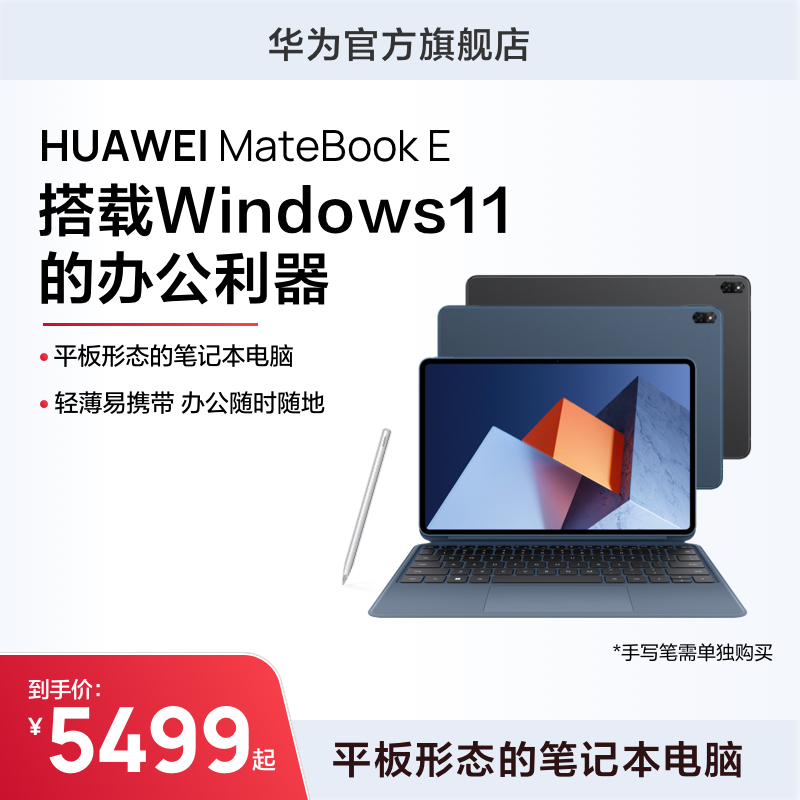 华为官方旗舰店
HUAWEI MateBook E
搭载Windows11
的办公利器
平板形态的笔记本电脑
轻薄易携带 办公随时随地
*手写笔需单独购买
到手价：
¥5499起
平板形态的笔记本电脑